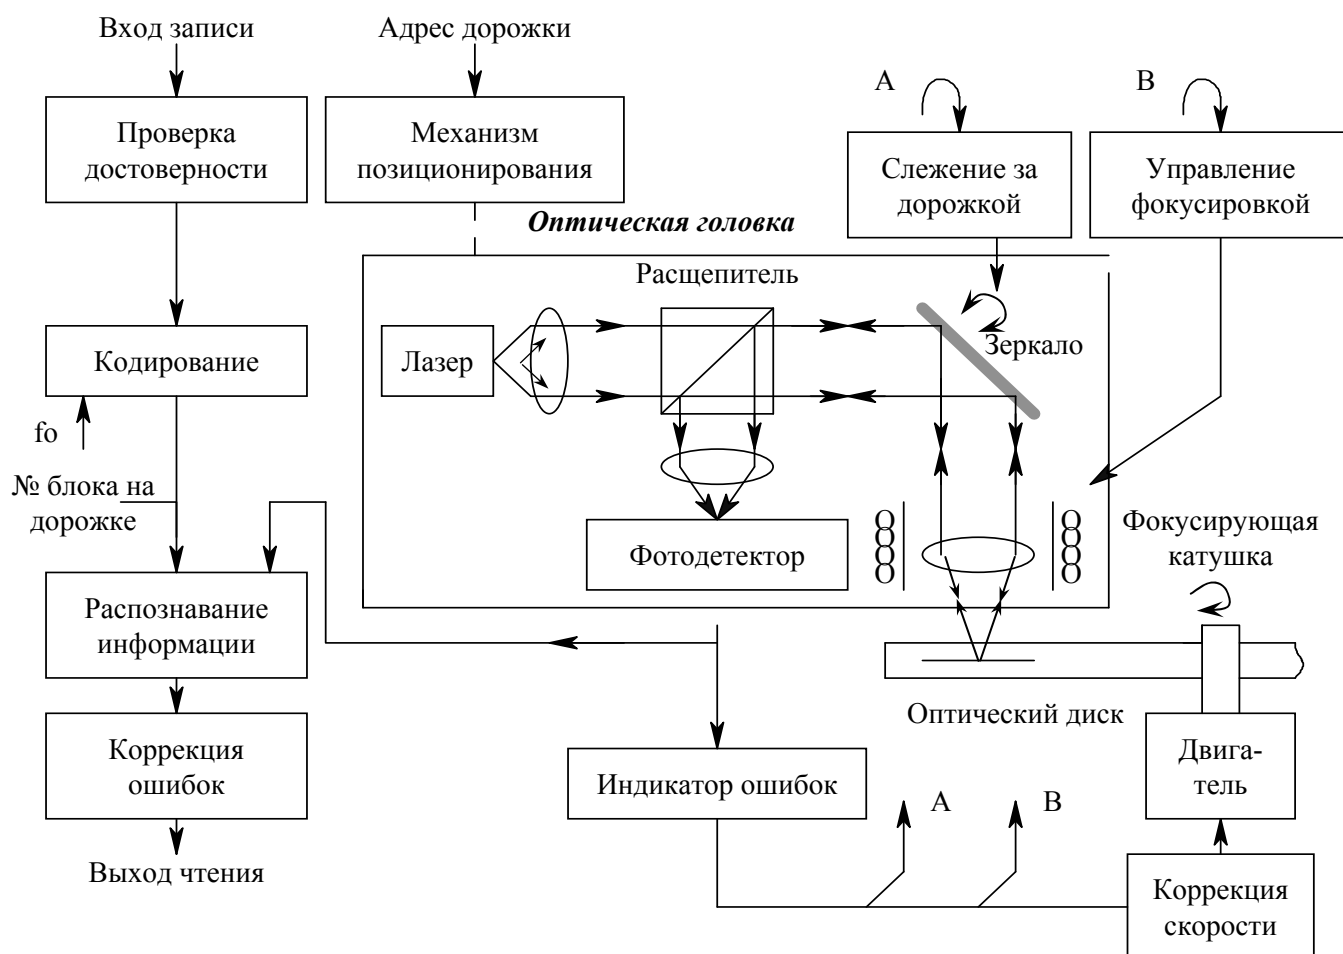 Вход записи
Адрес дорожки
A
B
Проверка
достоверности
Механизм
позиционирования
Слежение за
дорожкой
Управление
фокусировкой
Оптическая головка
Расщепитель
Лазер
Зеркало
Кодирование
fo
№ блока на
дорожке
Фотодетектор
Фокусирующая
катушка
Распознавание
информации
Оптический диск
Коррекция
ошибок
Индикатор ошибок
A
B
Двига-
тель
Выход чтения
Коррекция
скорости